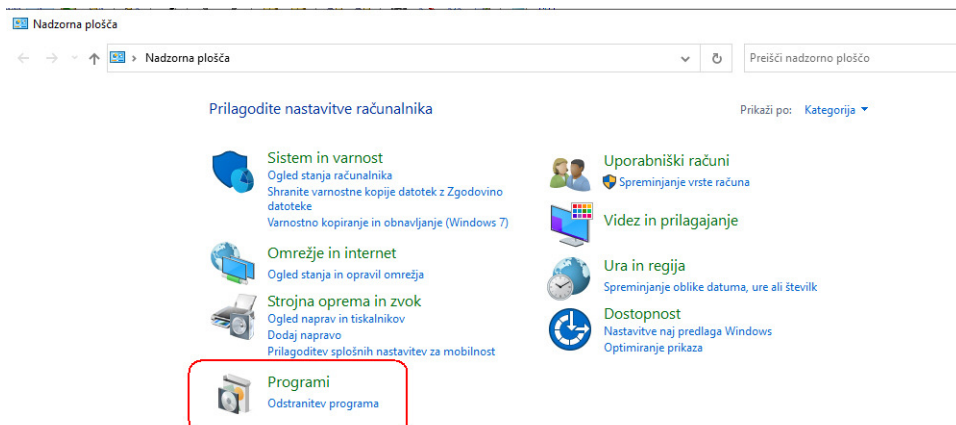 Nadzorna plošča
Nadzorna plošča
Preišči nadzorno ploščo
Prilagodite nastavitve računalnika
Prikaži po: Kategorija
Sistem in varnost
Ogled stanja računalnika
Shranite varnostne kopije datotek z Zgodovino
datoteke
Varnostno kopiranje in obnavljanje (Windows 7)
Omrežje in internet
Ogled stanja in opravil omrežja
Strojna oprema in zvok
Ogled naprav in tiskalnikov
Dodaj napravo
Prilagoditev splošnih nastavitev za mobilnost
Programi
Odstranitev programa
Uporabniški računi
Spreminjanje vrste računa
Videz in prilagajanje
Ura in regija
Spreminjanje oblike datuma, ure ali številk
Dostopnost
Nastavitve naj predlaga Windows
Optimiranje prikaza